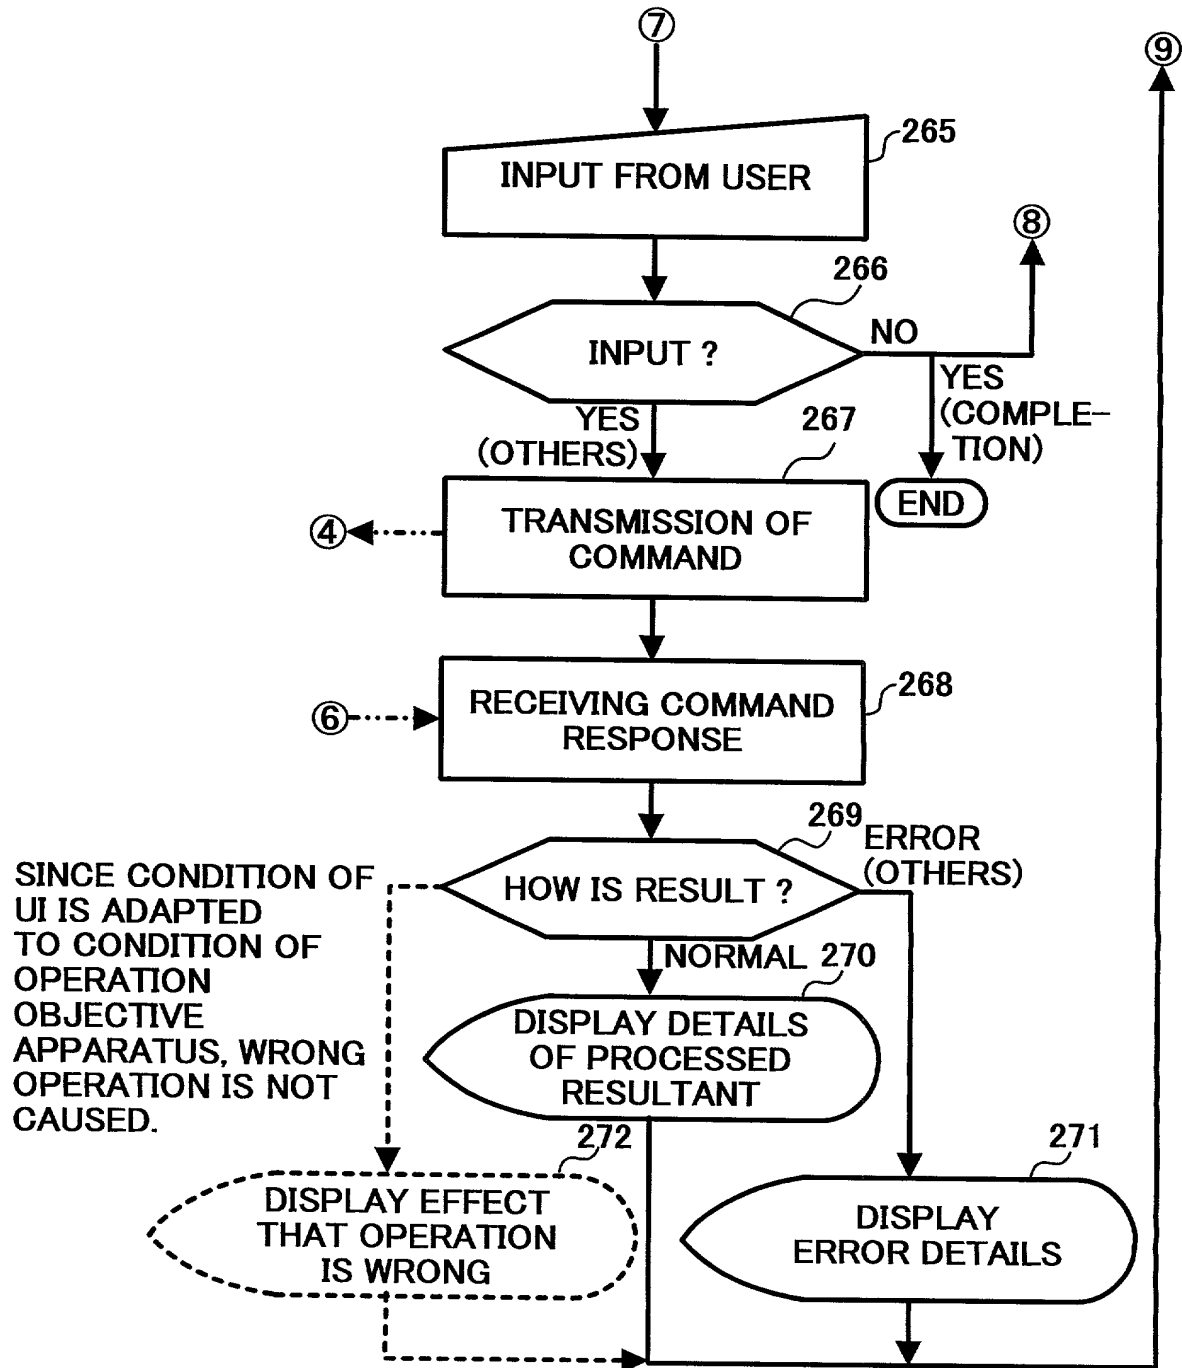 ⑦
⑨
265
INPUT FROM USER
⑧
266
INPUT ?
NO
YES
(COMPLE-
TION)
YES
(OTHERS)
267
END
TRANSMISSION OF
COMMAND
④
268
RECEIVING COMMAND
RESPONSE
⑥
269
ERROR
(OTHERS)
HOW IS RESULT ?
SINCE CONDITION OF
UI IS ADAPTED
TO CONDITION OF
OPERATION
OBJECTIVE
APPARATUS, WRONG
OPERATION IS NOT
CAUSED.
NORMAL
270
DISPLAY DETAILS
OF PROCESSED
RESULTANT
272
DISPLAY EFFECT
THAT OPERATION
IS WRONG
271
DISPLAY
ERROR DETAILS